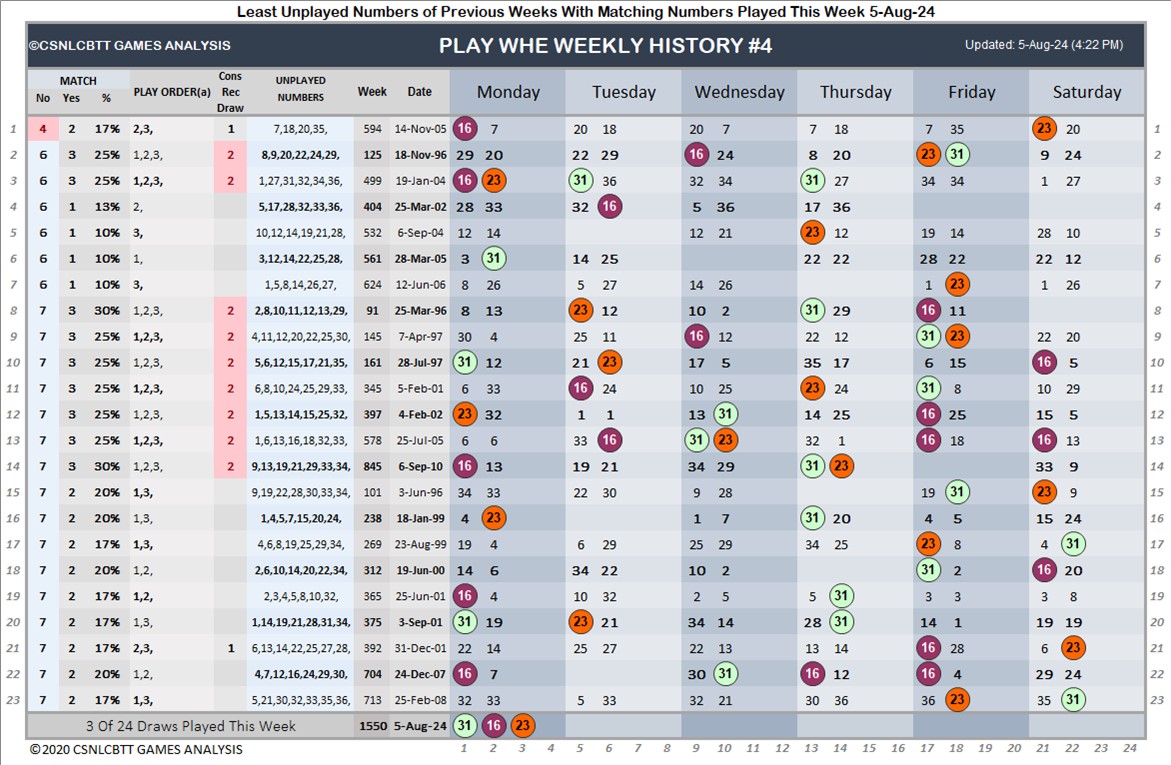 Least Unplayed Numbers of Previous Weeks With Matching Numbers Played This Week 5-Aug-24
©CSNLCBTT GAMES ANALYSIS PLAY WHE WEEKLY HISTORY #4 Updated: 5-Aug-24 (4:22 PM)
MATCH PLAY ORDER(a) Cons Rec Draw UNPLAYED NUMBERS Week Date Monday Tuesday Wednesday Thursday Friday Saturday
No Yes %
1 4 2 17% 2,3, 1 7,18,20,35, 594 14-Nov-05 16 7 20 18 20 7 7 18 7 35 23 20 1
2 6 3 25% 1,2,3, 2 8,9,20,22,24,29, 125 18-Nov-96 29 20 22 29 16 24 8 20 23 31 9 24 2
3 6 3 25% 1,2,3, 2 1,27,31,32,34,36, 499 19-Jan-04 16 23 31 36 32 34 31 27 34 34 1 27 3
4 6 1 13% 2, 5,17,28,32,33,36, 404 25-Mar-02 28 33 32 16 5 36 17 36 4
5 6 1 10% 3, 10,12,14,19,21,28, 532 6-Sep-04 12 14 12 21 23 12 19 14 28 10 5
6 6 1 10% 1, 3,12,14,22,25,28, 561 28-Mar-05 3 31 14 25 22 22 28 22 22 12 6
7 6 1 10% 3, 1,5,8,14,26,27, 624 12-Jun-06 8 26 5 27 14 26 1 23 1 26 7
8 7 3 30% 1,2,3, 2 2,8,10,11,12,13,29, 91 25-Mar-96 8 13 23 12 10 2 31 29 16 11 8
9 7 3 25% 1,2,3, 2 4,11,12,20,22,25,30, 145 7-Apr-97 30 4 25 11 16 12 22 12 31 23 22 20 9
10 7 3 25% 1,2,3, 2 5,6,12,15,17,21,35, 161 28-Jul-97 31 12 21 23 17 5 35 17 6 15 16 5 10
11 7 3 25% 1,2,3, 2 6,8,10,24,25,29,33, 345 5-Feb-01 6 33 16 24 10 25 23 24 31 8 10 29 11
12 7 3 25% 1,2,3, 2 1,5,13,14,15,25,32, 397 4-Feb-02 23 32 1 1 13 31 14 25 16 25 15 5 12
13 7 3 25% 1,2,3, 2 1,6,13,16,18,32,33, 578 25-Jul-05 6 6 33 16 31 23 32 1 16 18 16 13 13
14 7 3 30% 1,2,3, 2 9,13,19,21,29,33,34, 845 6-Sep-10 16 13 19 21 34 29 31 23 33 9 14
15 7 2 20% 1,3, 9,19,22,28,30,33,34, 101 3-Jun-96 34 33 22 30 9 28 19 31 23 9 15
16 7 2 20% 1,3, 1,4,5,7,15,20,24, 238 18-Jan-99 4 23 1 7 31 20 4 5 15 24 16
17 7 2 17% 1,3, 4,6,8,19,25,29,34, 269 23-Aug-99 19 4 6 29 25 29 34 25 23 8 4 31 17
18 7 2 20% 1,2, 2,6,10,14,20,22,34, 312 19-Jun-00 14 6 34 22 10 2 31 2 16 20 18
19 7 2 17% 1,2, 2,3,4,5,8,10,32, 365 25-Jun-01 16 4 10 32 2 5 5 31 3 3 3 8 19
20 7 2 17% 1,3, 1,14,19,21,28,31,34, 375 3-Sep-01 31 19 23 21 34 14 28 31 14 1 19 19 20
21 7 2 17% 2,3, 1 6,13,14,22,25,27,28, 392 31-Dec-01 22 14 25 27 22 13 13 14 16 28 6 23 21
22 7 2 20% 1,2, 4,7,12,16,24,29,30, 704 24-Dec-07 16 7 30 31 16 12 16 4 29 24 22
23 7 2 17% 1,3, 5,21,30,32,33,35,36, 713 25-Feb-08 32 33 5 33 32 21 30 36 36 23 35 31 23
3 Of 24 Draws Played This Week 1550 5-Aug-24 31 16 23
©2020 CSNLCBTT GAMES ANALYSIS 1 2 3 4 5 6 7 8 9 10 11 12 13 14 15 16 17 18 19 20 21 22 23 24